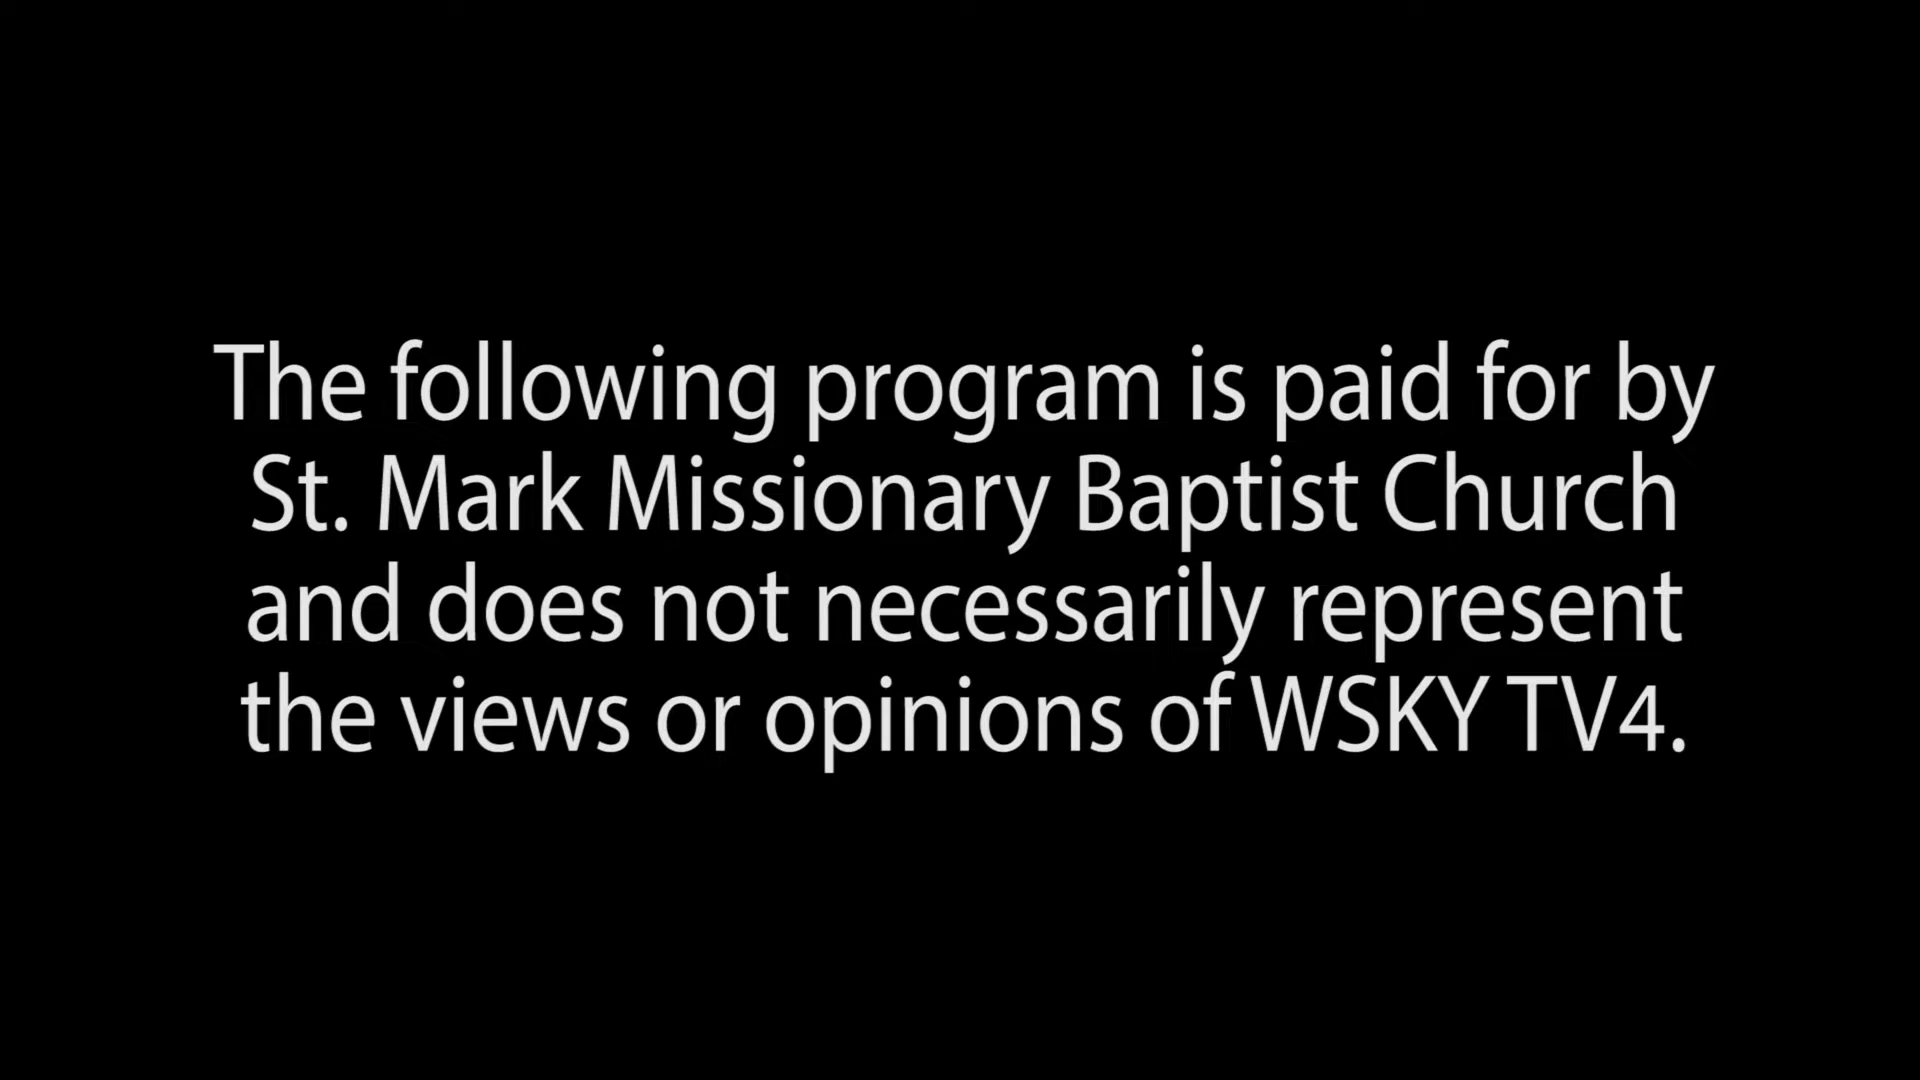 The following program is paid for by
St. Mark Missionary Baptist Church
and does not necessarily represent
the views or opinions of WSKY TV4.